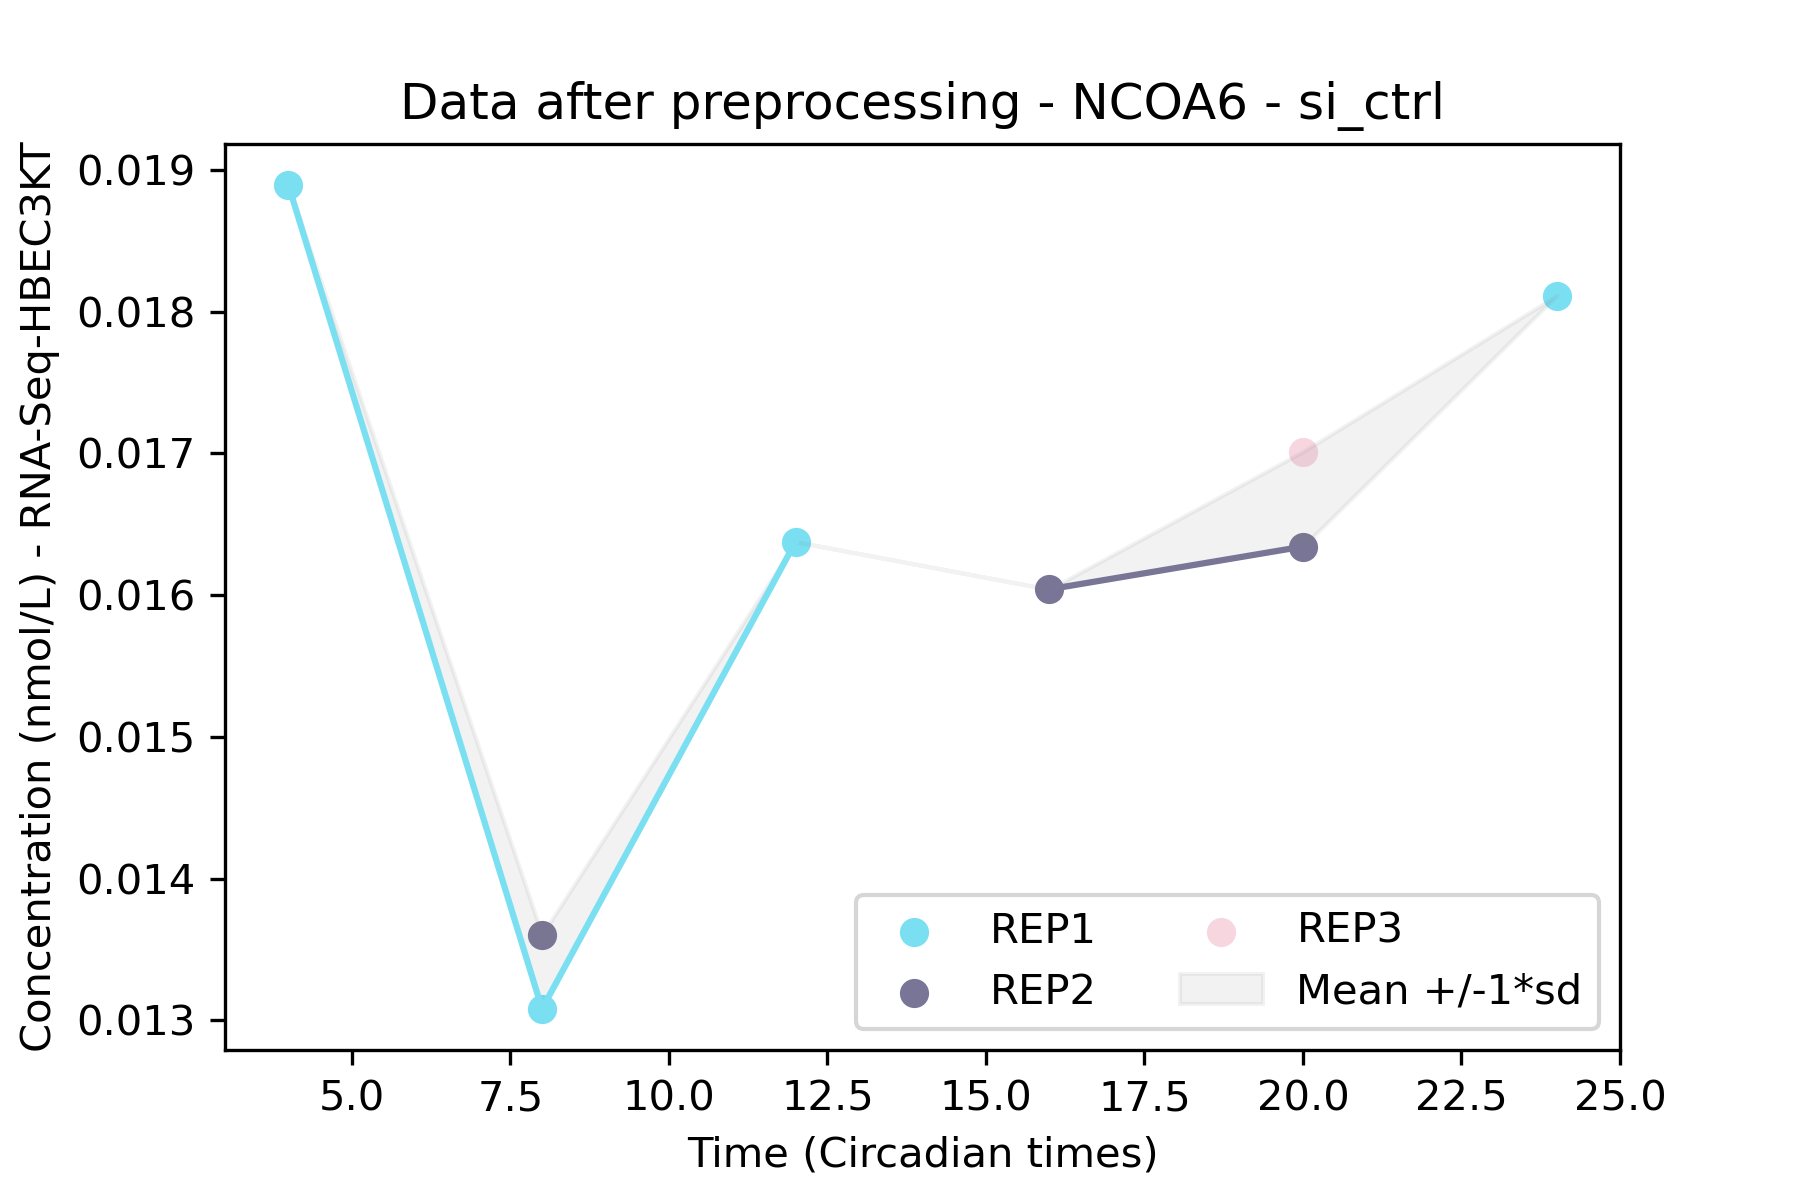 Data after preprocessing - NCOA6 - si_ctrl
Concentration (nmol/L) - RNA-Seq-HBEC3KT
0.019
0.018
0.017
0.016
0.015
0.014
0.013
REP1
REP2
REP3
Mean +/-1*sd
5.0 7.5 10.0 12.5 15.0 17.5 20.0 22.5 25.0
Time (Circadian times)